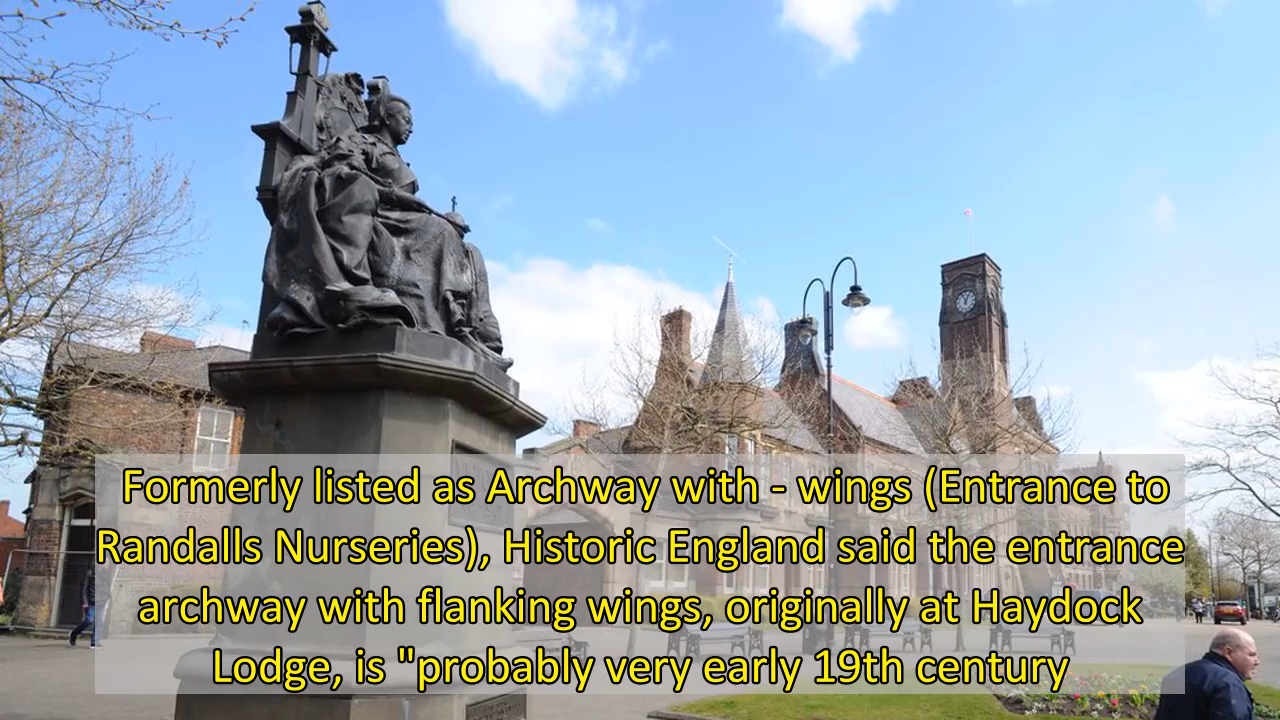 Formerly listed as Archway with - wings (Entrance to
Randalls Nurseries), Historic England said the entrance
archway with flanking wings, originally at Haydock
Lodge, is "probably very early 19th century